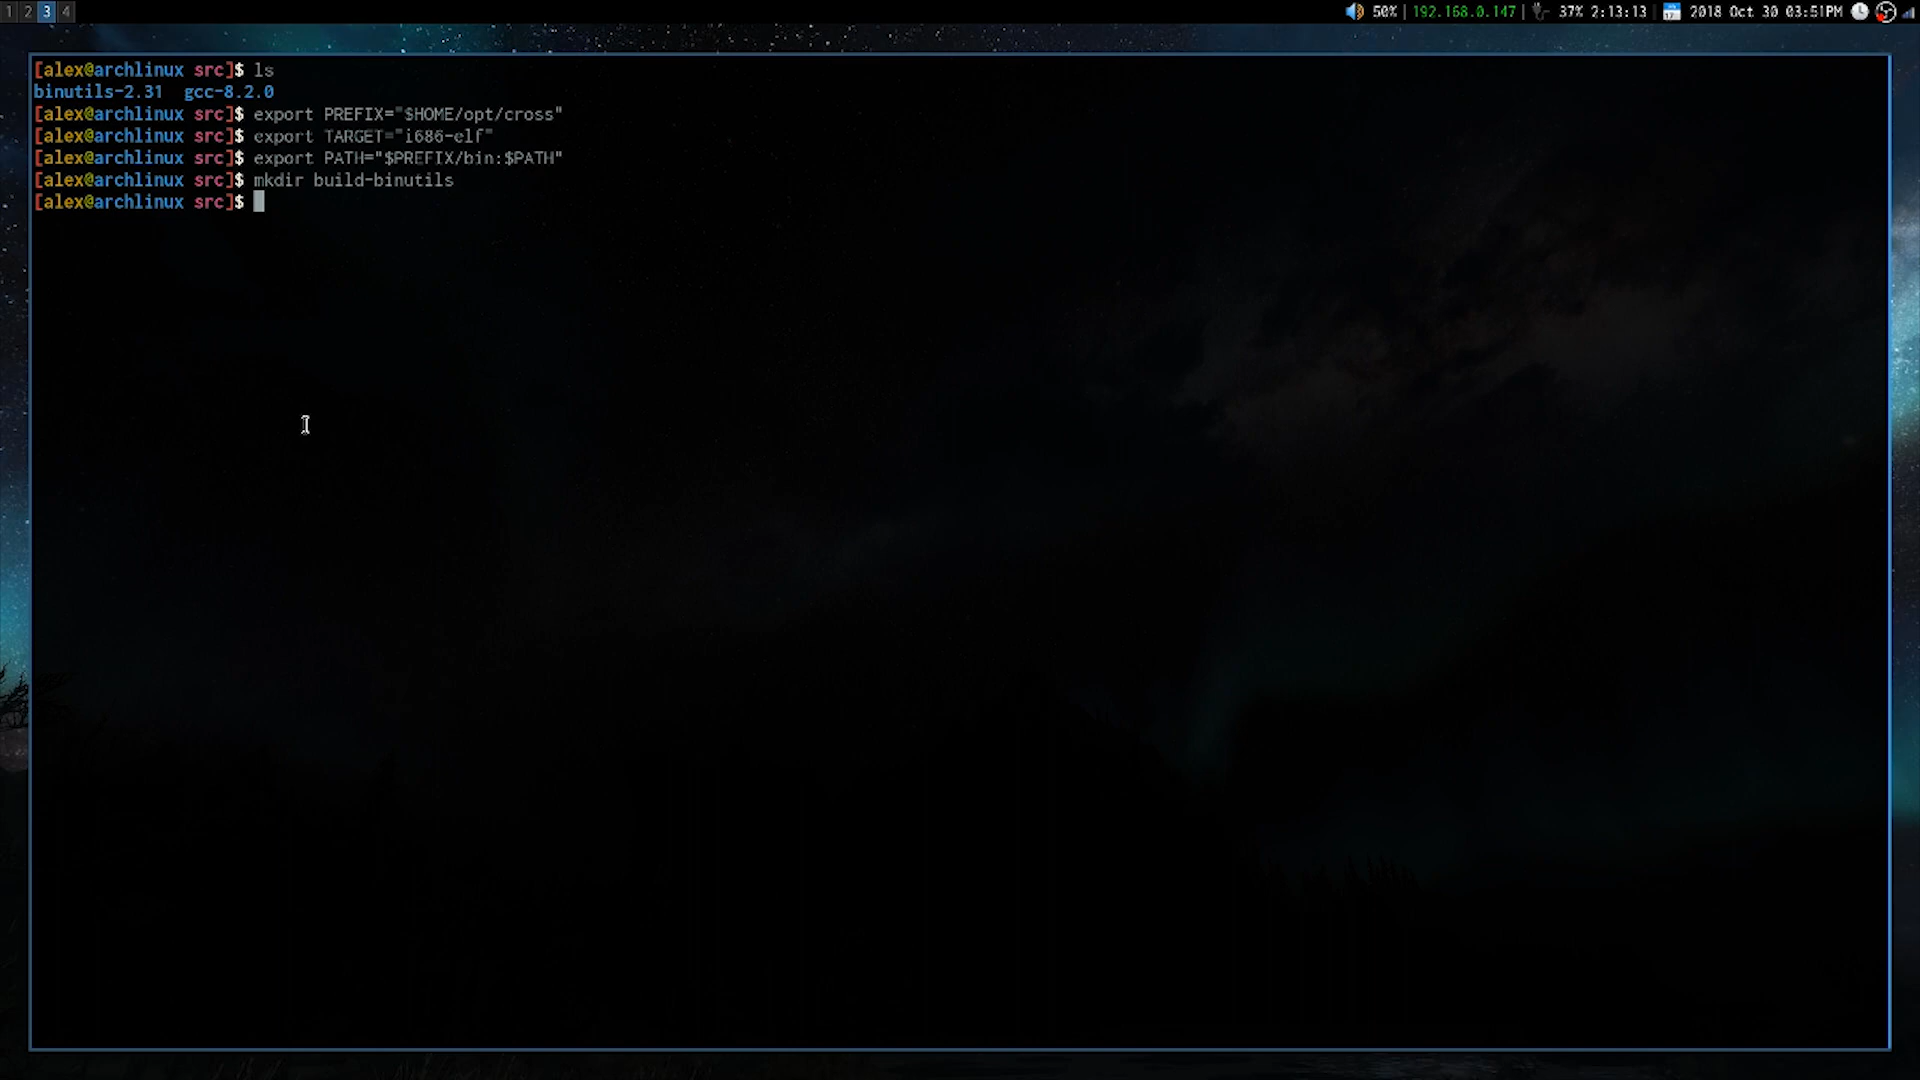 1 2 3 4
50% | 192.168.0.147 | 37% 2:13:13 | 17 2018 Oct 30 03:51PM
[alex@archlinux src]$ ls
binutils-2.31 gcc-8.2.0
[alex@archlinux src]$ export PREFIX="$HOME/opt/cross"
[alex@archlinux src]$ export TARGET="i686-elf"
[alex@archlinux src]$ export PATH="$PREFIX/bin:$PATH"
[alex@archlinux src]$ mkdir build-binutils
[alex@archlinux src]$